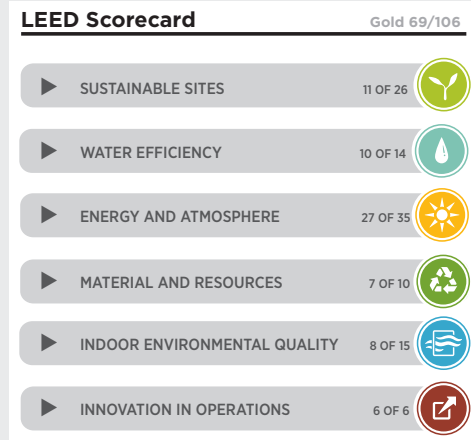 LEED Scorecard Gold 69/106
SUSTAINABLE SITES 11 OF 26
WATER EFFICIENCY 10 OF 14
ENERGY AND ATMOSPHERE 27 OF 35
MATERIAL AND RESOURCES 7 OF 10
INDOOR ENVIRONMENTAL QUALITY 8 OF 15
INNOVATION IN OPERATIONS 6 OF 6